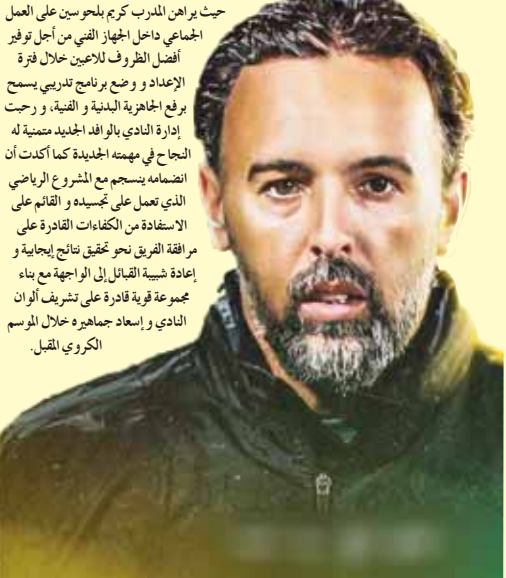 حيث يراهن المدرب كريم بلحوسين على العمل
الجماعي داخل الجهاز الفني من أجل توفير
أفضل الظروف للاعبين خلال فترة
الإعداد و وضع برنامج تدريبي يسمح
برفع الجاهزية البدنية و الفنية، و رحبت
إدارة النادي بالوافد الجديد متمنية له
النجاح في مهمته الجديدة كما أكدت أن
انضمامه ينسجم مع المشروع الرياضي
الذي تعمل على تجسيده و القائم على
الاستفادة من الكفاءات القادرة على
مرافقة الفريق نحو تحقيق نتائج إيجابية و
إعادة شبيبة القبائل إلى الواجهة مع بناء
مجموعة قوية قادرة على تشريف ألوان
النادي و إسعاد جماهيره خلال الموسم
الكروي المقبل.